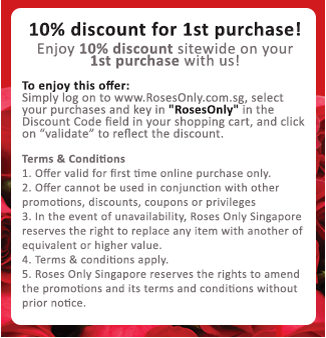 10% discount for 1st purchase!
Enjoy 10% discount sitewide on your
1st purchase with us!
To enjoy this offer:
Simply log on to www.RosesOnly.com.sg, select
your purchases and key in "RosesOnly" in the
Discount Code field in your shopping cart, and click
on “validate” to reflect the discount.
Terms & Conditions
1. Offer valid for first time online purchase only.
2. Offer cannot be used in conjunction with other
promotions, discounts, coupons or privileges
3. In the event of unavailability, Roses Only Singapore
reserves the right to replace any item with another of
equivalent or higher value.
4. Terms & conditions apply.
5. Roses Only Singapore reserves the rights to amend
the promotions and its terms and conditions without
prior notice.